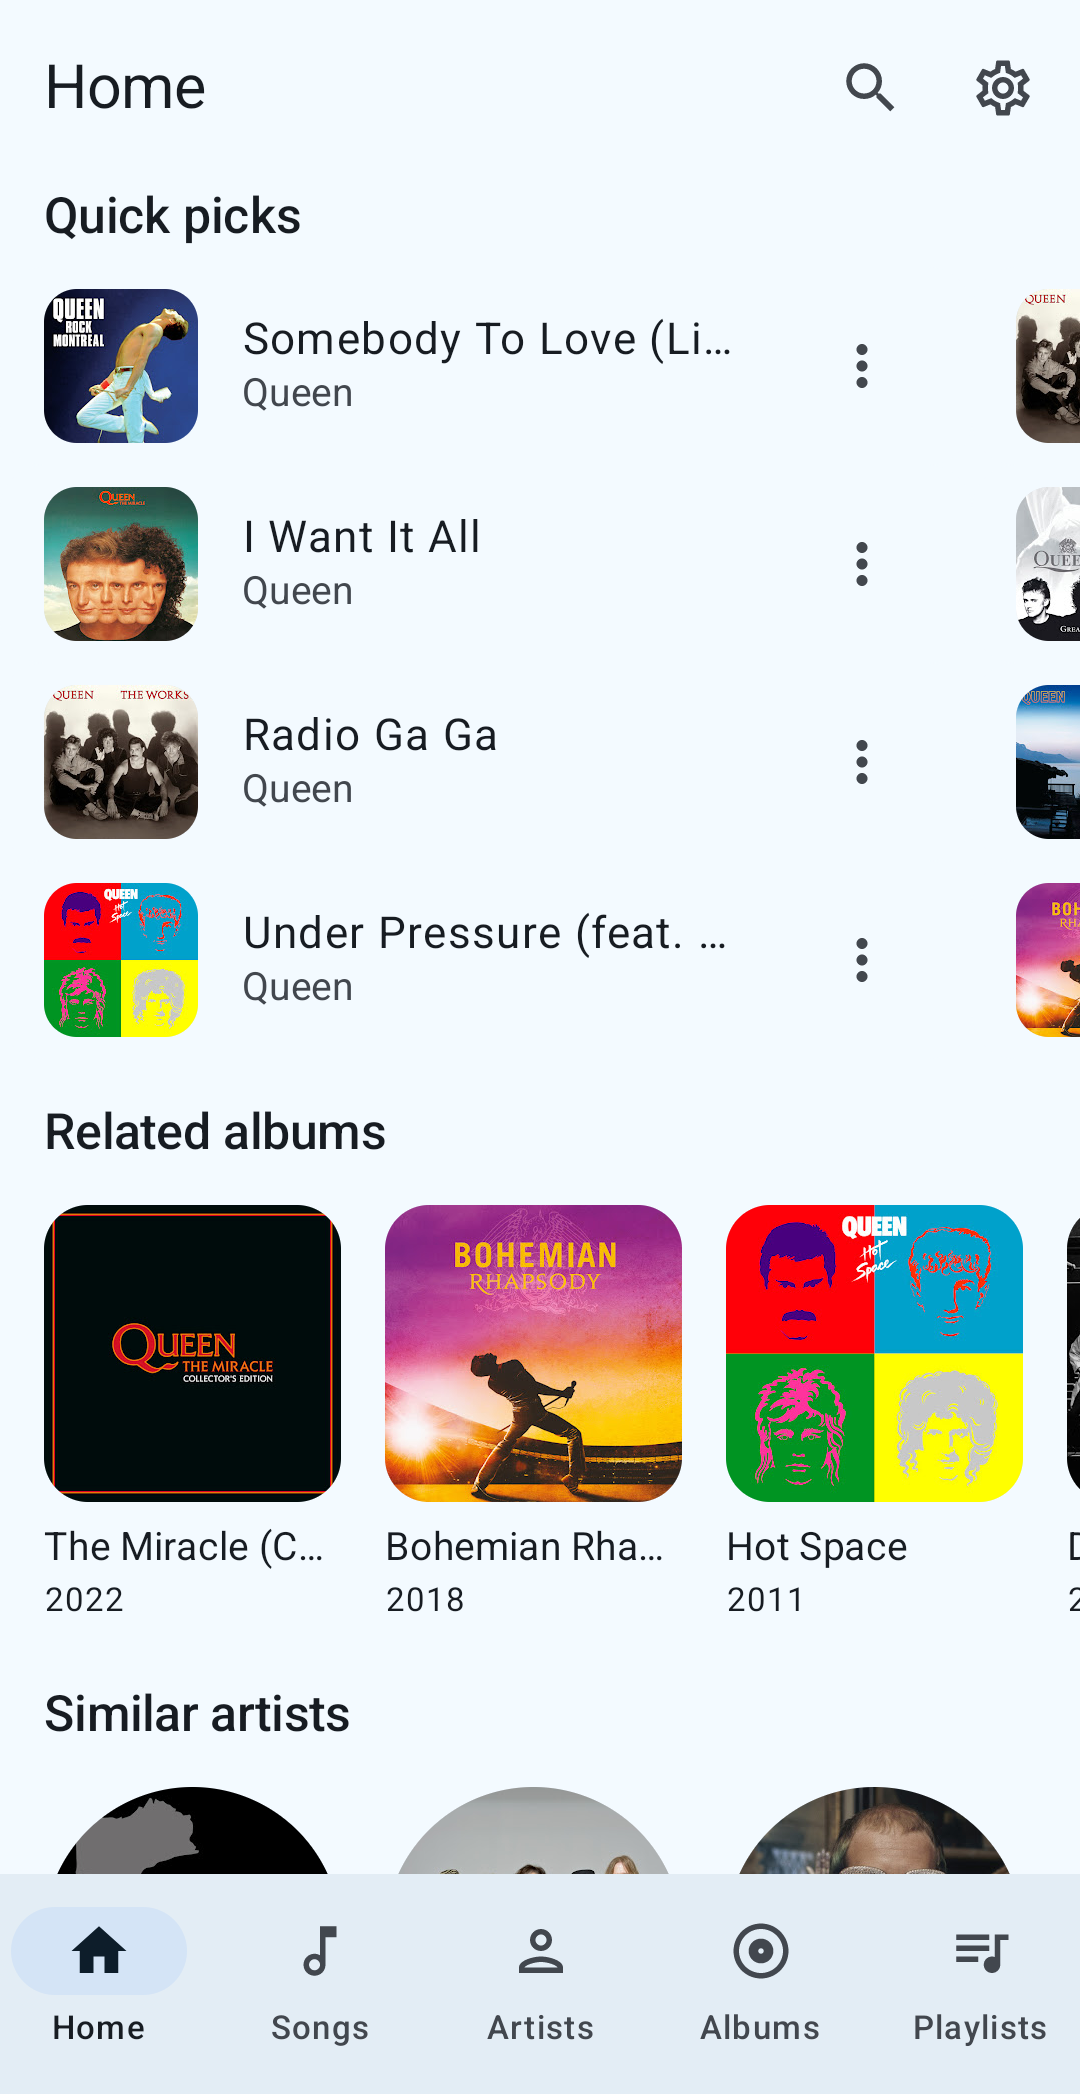 Home
Quick picks
QUEEN
ROCK
MONTREAL
Somebody To Love (Li...
Queen
QUEEN
QUEEN
THE MIRACLE
I Want It All
Queen
QUEEN THE WORKS
Radio Ga Ga
Queen
QUEEN
QUEEN
Hot
Space
Under Pressure (feat. ...
Queen
Related albums
QUEEN
THE MIRACLE
COLLECTOR'S EDITION
BOHEMIAN
RHAPSODY
QUEEN
Hot
Space
The Miracle (C...
Bohemian Rha...
Hot Space
2022
2018
2011
Similar artists
Home
Songs
Artists
Albums
Playlists